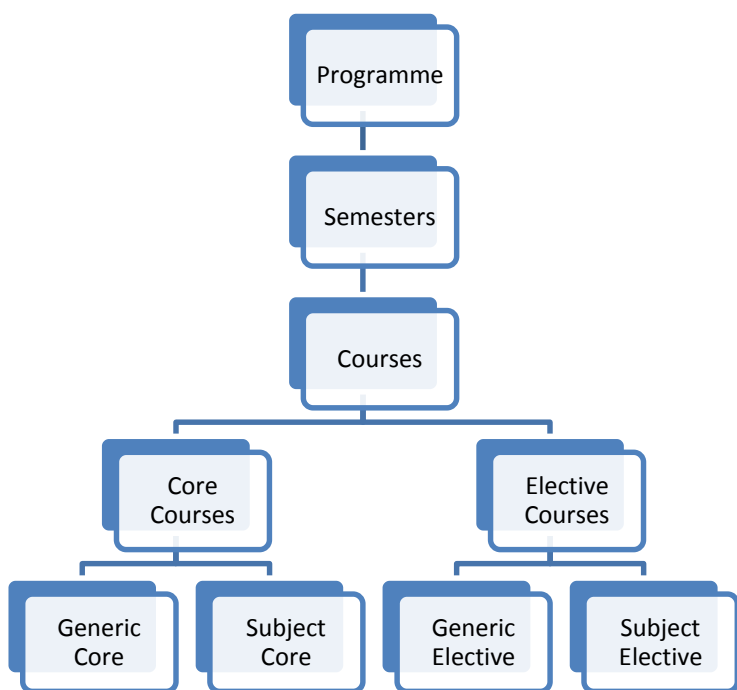 Programme
Semesters
Courses
Core
Courses
Elective
Courses
Generic
Core
Subject
Core
Generic
Elective
Subject
Elective